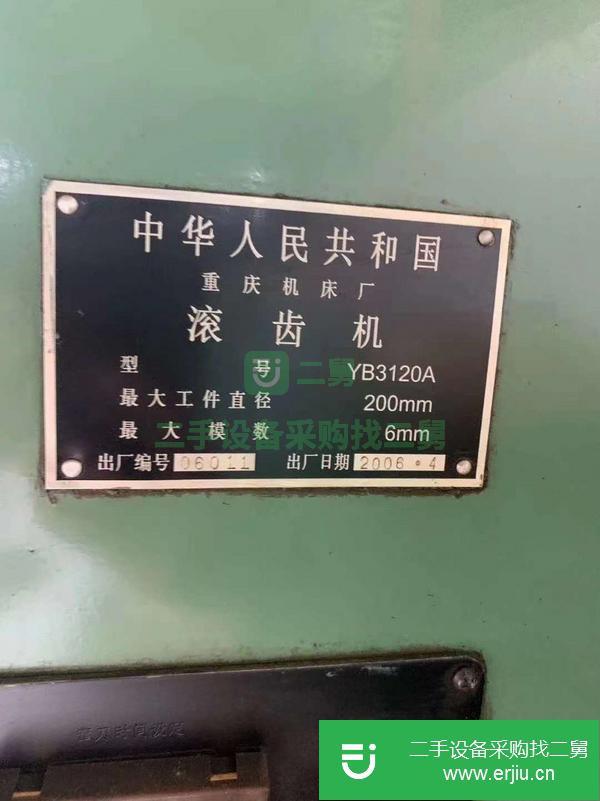 中华人民共和国
重庆机床厂
滚齿机
型号 YB3120A
二舅
最大工件直径 200mm
二手设备采购找二舅
最大模数 6mm
出厂编号 06011 出厂日期 2006.4
二手设备采购找二舅
www.erjiu.cn